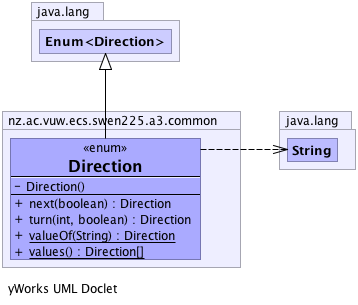 java.lang
Enum<Direction>
nz.ac.vuw.ecs.swen225.a3.common
«enum»
Direction
- Direction()
+ next(boolean) : Direction
+ turn(int, boolean) : Direction
+ valueOf(String) : Direction
+ values() : Direction[]
java.lang
String
yWorks UML Doclet